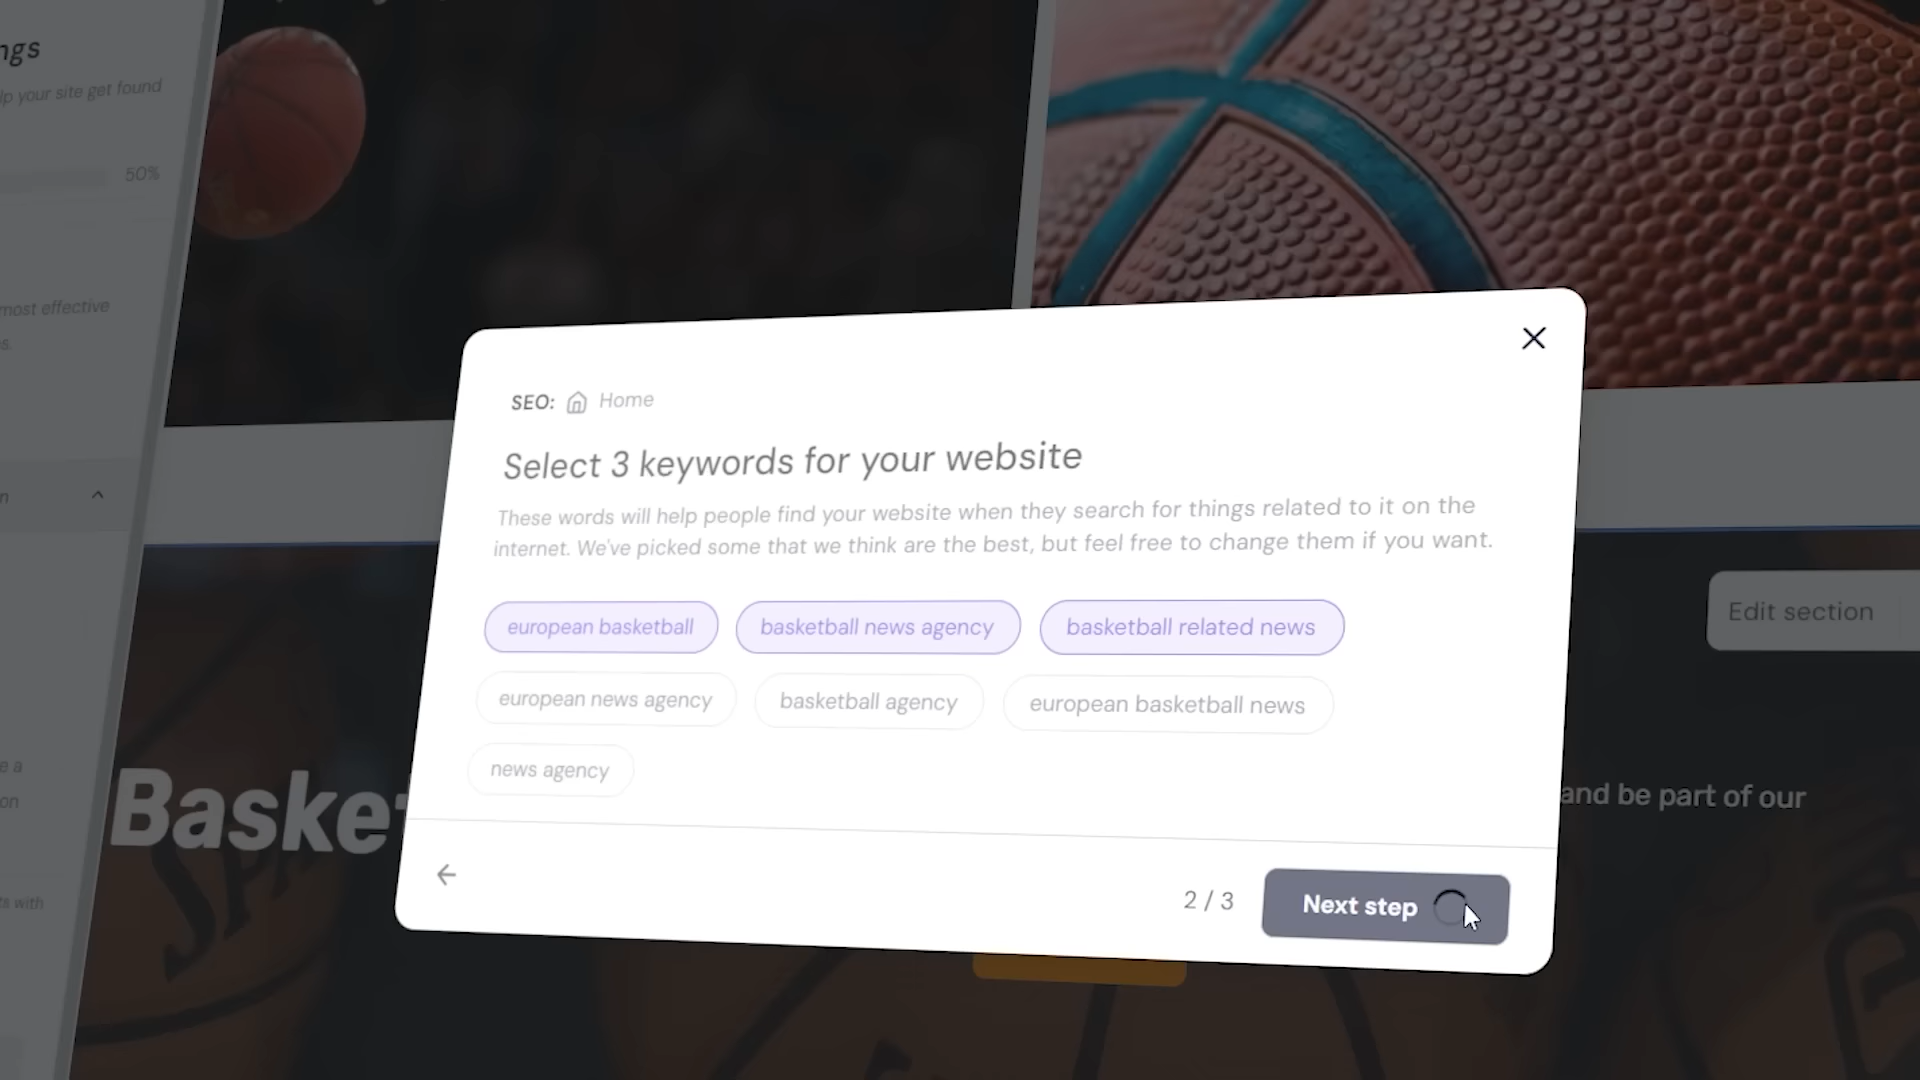 ngs
lp your site get found
50%
most effective
s.
n
SEO: Home
Select 3 keywords for your website
These words will help people find your website when they search for things related to it on the
internet. We've picked some that we think are the best, but feel free to change them if you want.
european basketball
basketball news agency
basketball related news
european news agency
basketball agency
european basketball news
news agency
2 / 3
Next step
Edit section
e a
on
Basket
and be part of our
ts with
SPA